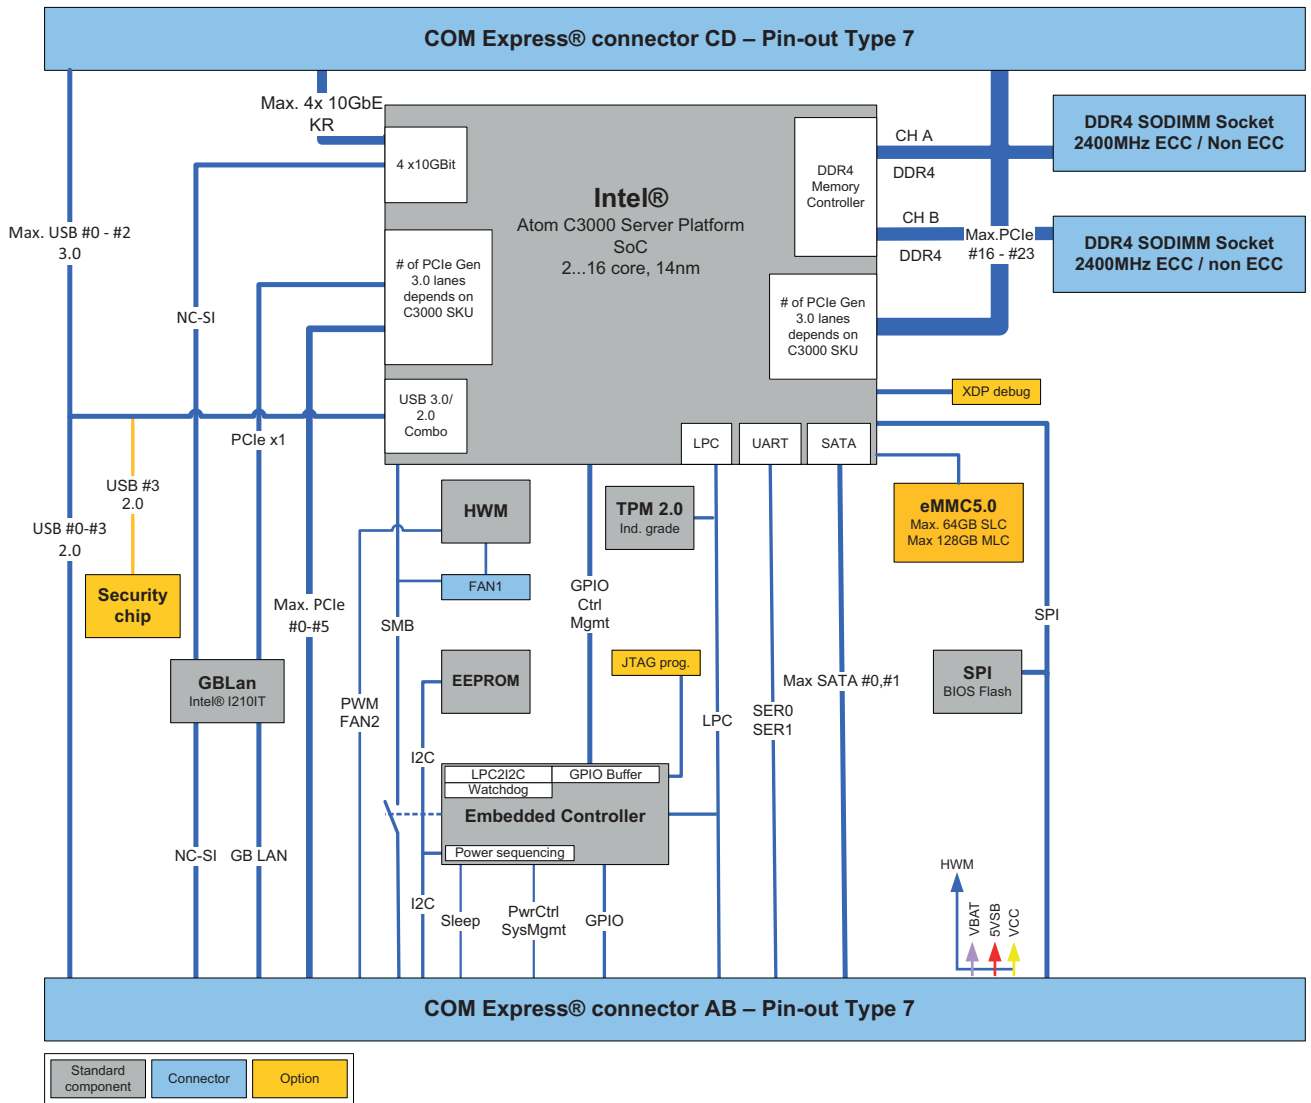 COM Express® connector CD – Pin-out Type 7
Max. 4x 10GbE
KR
4 x10GBit
Intel®
Atom C3000 Server Platform
SoC
2...16 core, 14nm
DDR4
Memory
Controller
CH A
DDR4
CH B
DDR4
DDR4 SODIMM Socket
2400MHz ECC / Non ECC
DDR4 SODIMM Socket
2400MHz ECC / non ECC
Max.PCIe
#16 - #23
Max. USB #0 - #2
3.0
NC-SI
# of PCIe Gen
3.0 lanes
depends on
C3000 SKU
# of PCIe Gen
3.0 lanes
depends on
C3000 SKU
USB 3.0/
2.0
Combo
PCIe x1
XDP debug
LPC
UART
SATA
USB #3
2.0
USB #0-#3
2.0
HWM
FAN1
TPM 2.0
Ind. grade
eMMC5.0
Max. 64GB SLC
Max 128GB MLC
Security
chip
Max. PCIe
#0-#5
SMB
GPIO
Ctrl
Mgmt
SPI
GBLan
Intel® I210IT
EEPROM
JTAG prog.
Max SATA #0,#1
SPI
BIOS Flash
PWM
FAN2
LPC
SER0
SER1
I2C
LPC2I2C
GPIO Buffer
Watchdog
Embedded Controller
Power sequencing
NC-SI
GB LAN
I2C
Sleep
PwrCtrl
SysMgmt
GPIO
HWM
VBAT
5VSB
VCC
COM Express® connector AB – Pin-out Type 7
Standard
component
Connector
Option